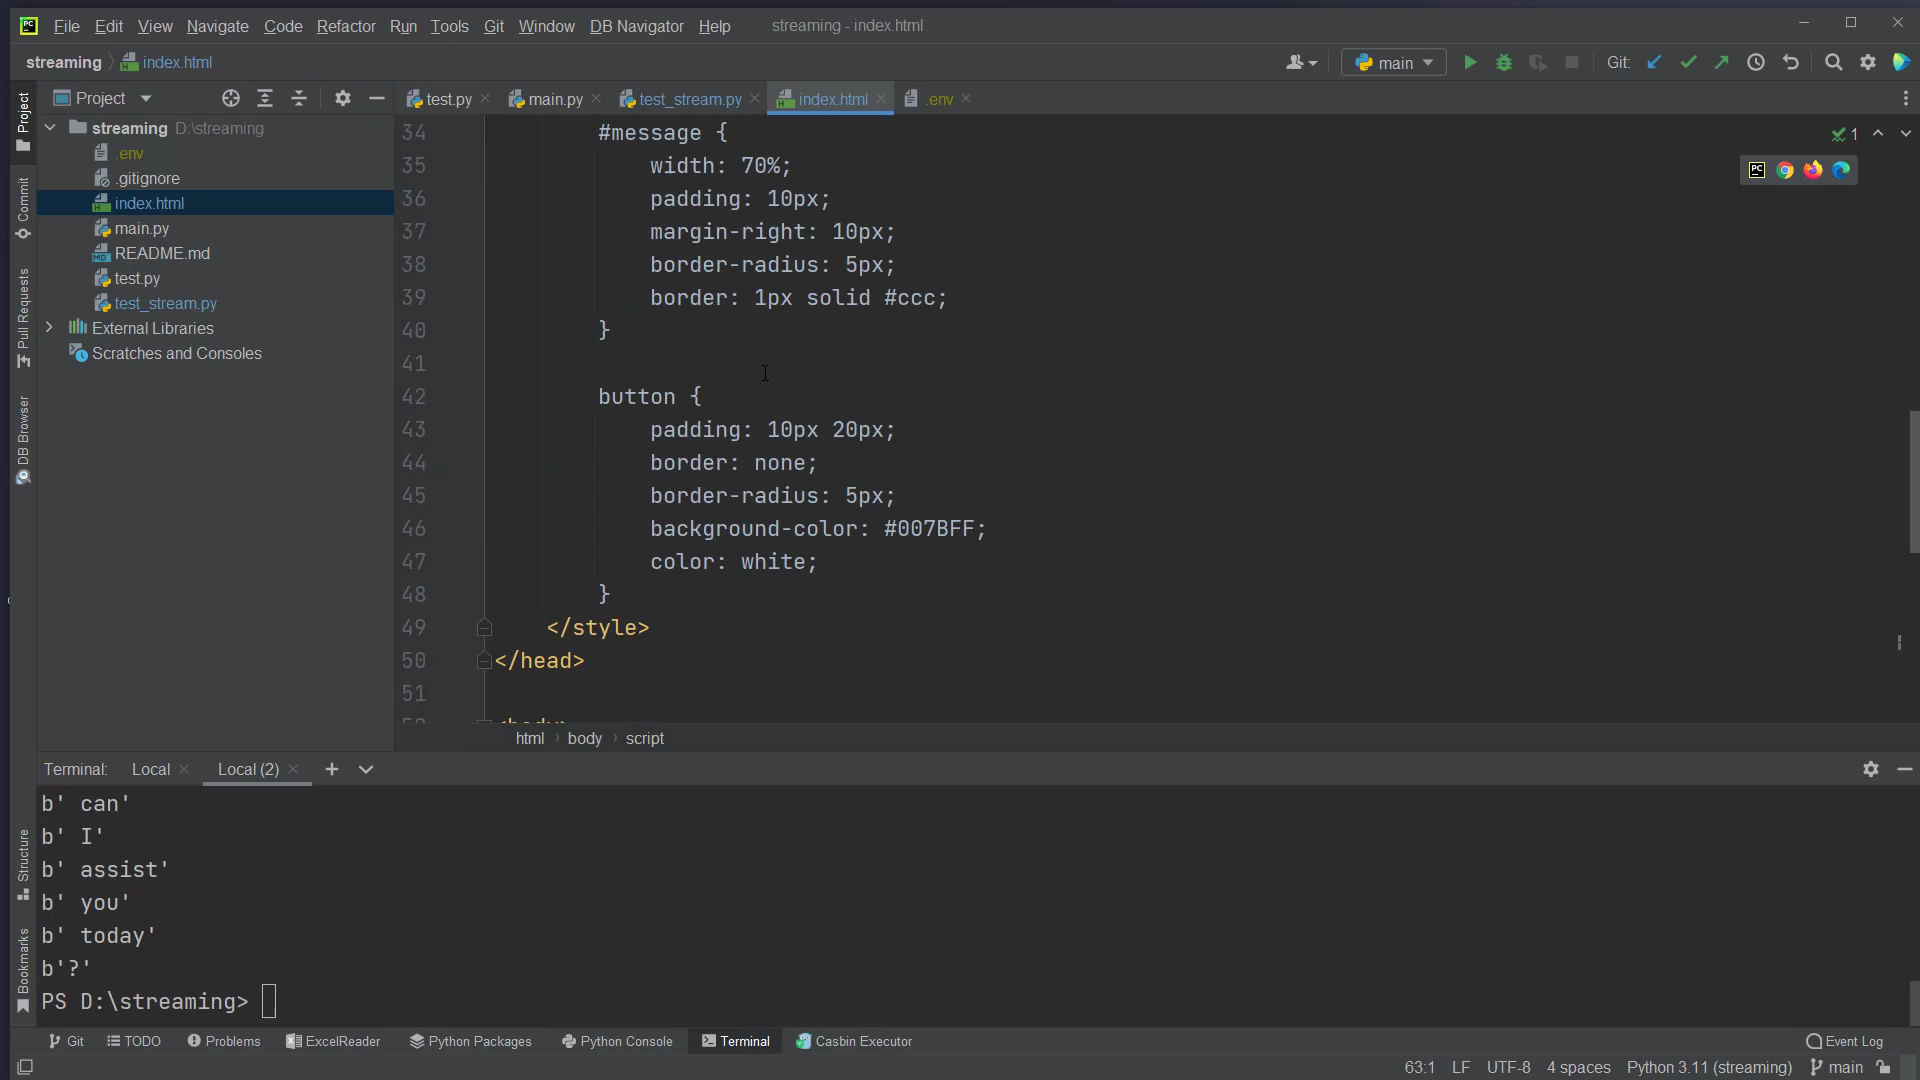 PC File Edit View Navigate Code Refactor Run Tools Git Window DB Navigator Help streaming - index.html
streaming index.html main Git:
Project test.py main.py test_stream.py index.html .env
streaming D:\streaming
.env
.gitignore
index.html
main.py
README.md
test.py
test_stream.py
External Libraries
Scratches and Consoles
Project
Commit
Pull Requests
DB Browser
Structure
Bookmarks
34 #message {
35 width: 70%;
36 padding: 10px;
37 margin-right: 10px;
38 border-radius: 5px;
39 border: 1px solid #ccc;
40 }
41
42 button {
43 padding: 10px 20px;
44 border: none;
45 border-radius: 5px;
46 background-color: #007BFF;
47 color: white;
48 }
49 </style>
50 </head>
51
1
PC
html body script
Terminal: Local Local (2)
b' can'
b' I'
b' assist'
b' you'
b' today'
b'?'
PS D:\streaming>
Git TODO Problems ExcelReader Python Packages Python Console Terminal Casbin Executor Event Log
63:1 LF UTF-8 4 spaces Python 3.11 (streaming) main